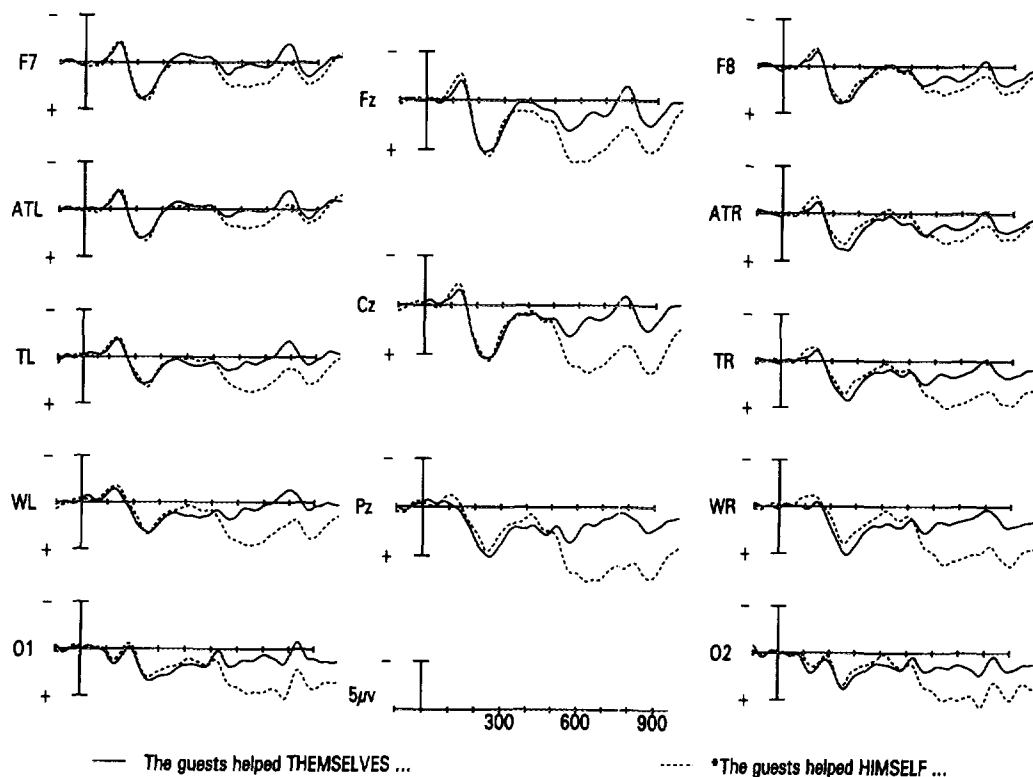 F7
Fz
F8
ATL
ATR
Cz
TL
TR
WL
Pz
WR
O1
O2
5μv
300 600 900
The guests helped THEMSELVES ...
*The guests helped HIMSELF ...